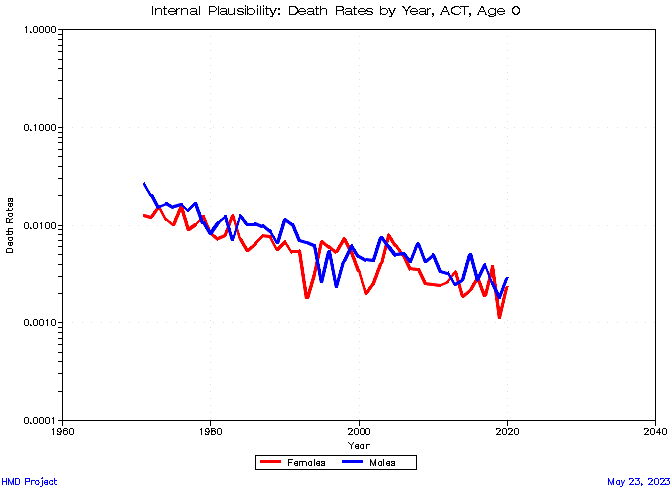 Internal Plausibility: Death Rates by Year, ACT, Age 0
1.0000
0.1000
0.0100
0.0010
0.0001
Death Rates
1960 1980 2000 2020 2040
Year
Females Males
HMD Project May 23, 2023